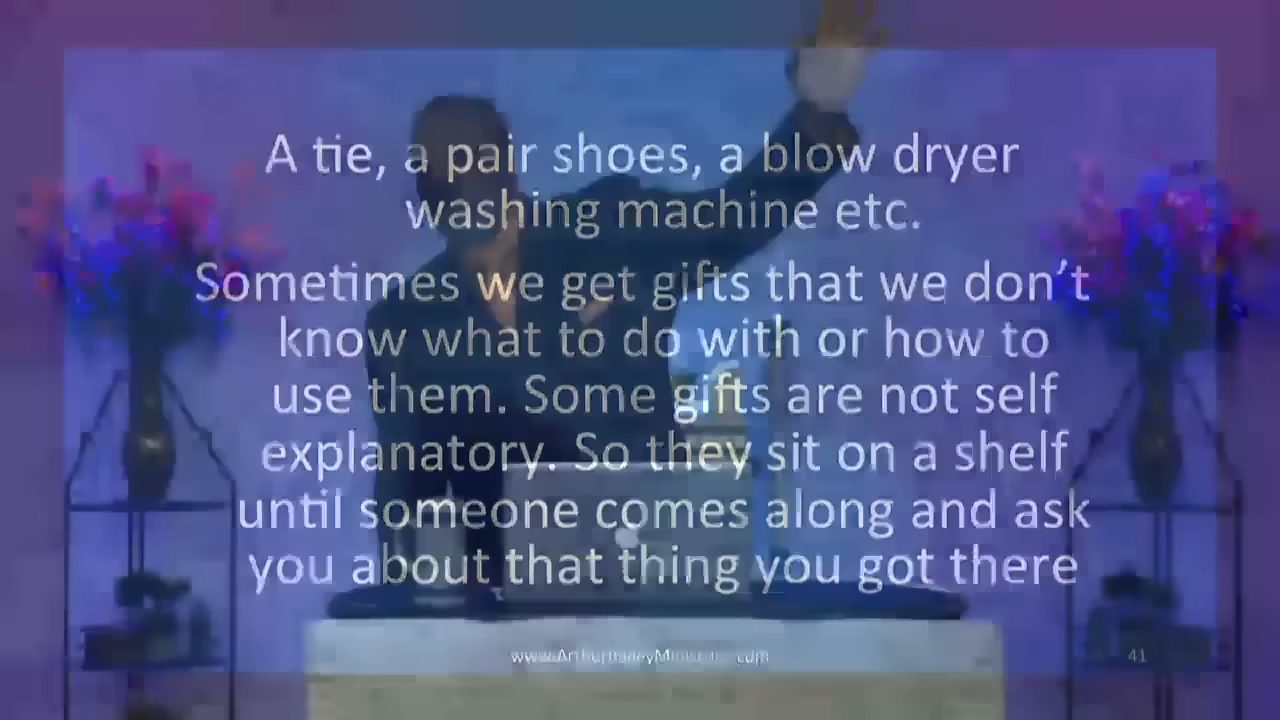 A tie, a pair shoes, a blow dryer
washing machine etc.
Sometimes we get gifts that we don't
know what to do with or how to
use them. Some gifts are not self
explanatory. So they sit on a shelf
until someone comes along and ask
you about that thing you got there
41